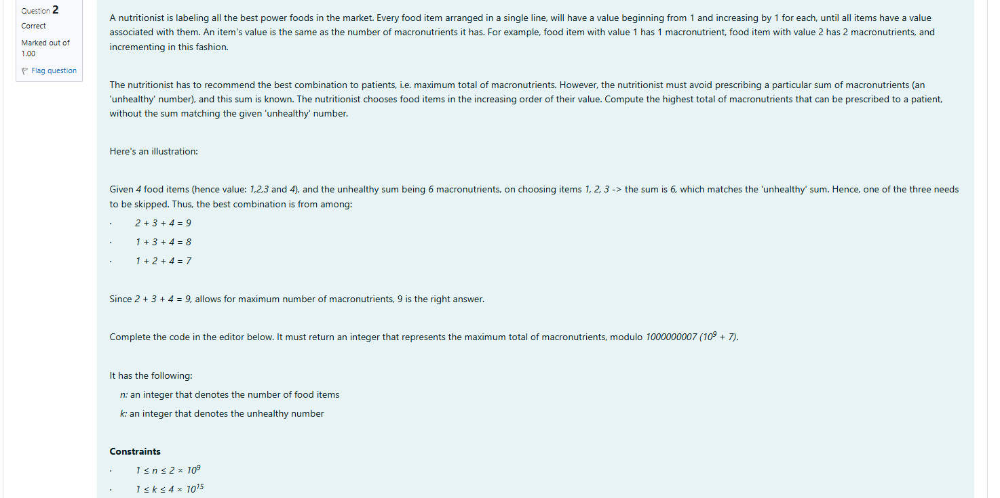 Question 2
Correct
Marked out of
1.00
Flag question
A nutritionist is labeling all the best power foods in the market. Every food item arranged in a single line, will have a value beginning from 1 and increasing by 1 for each, until all items have a value
associated with them. An item's value is the same as the number of macronutrients it has. For example, food item with value 1 has 1 macronutrient, food item with value 2 has 2 macronutrients, and
incrementing in this fashion.
The nutritionist has to recommend the best combination to patients, i.e. maximum total of macronutrients. However, the nutritionist must avoid prescribing a particular sum of macronutrients (an
'unhealthy' number), and this sum is known. The nutritionist chooses food items in the increasing order of their value. Compute the highest total of macronutrients that can be prescribed to a patient,
without the sum matching the given 'unhealthy' number.
Here's an illustration:
Given 4 food items (hence value: 1,2,3 and 4), and the unhealthy sum being 6 macronutrients, on choosing items 1, 2, 3 -> the sum is 6, which matches the 'unhealthy' sum. Hence, one of the three needs
to be skipped. Thus, the best combination is from among:
· 2 + 3 + 4 = 9
· 1 + 3 + 4 = 8
· 1 + 2 + 4 = 7
Since 2 + 3 + 4 = 9, allows for maximum number of macronutrients, 9 is the right answer.
Complete the code in the editor below. It must return an integer that represents the maximum total of macronutrients, modulo 1000000007 (10⁹ + 7).
It has the following:
n: an integer that denotes the number of food items
k: an integer that denotes the unhealthy number
Constraints
· 1 ≤ n ≤ 2 × 10⁹
· 1 ≤ k ≤ 4 × 10¹⁵